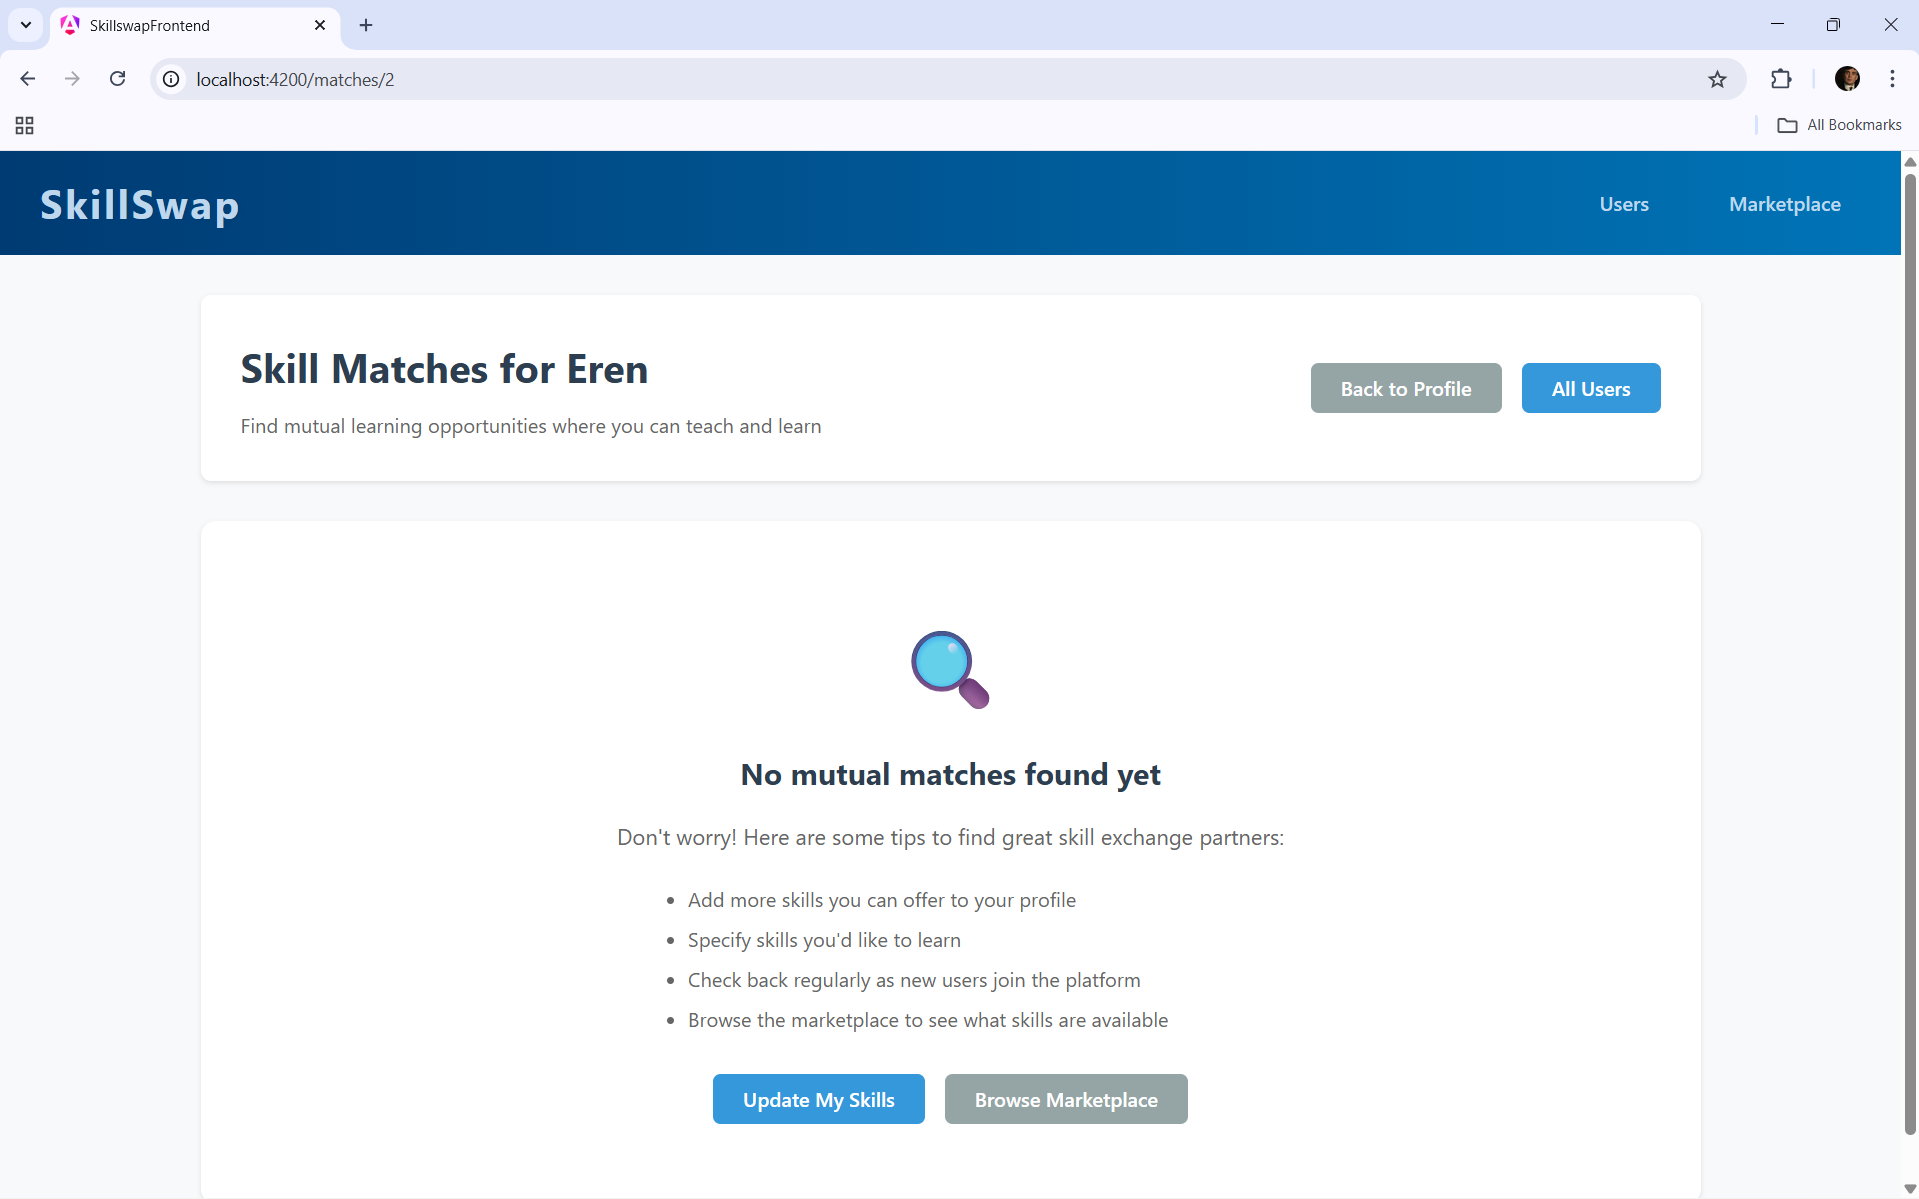 SkillswapFrontend
localhost:4200/matches/2
All Bookmarks
SkillSwap
Users
Marketplace
Skill Matches for Eren
Find mutual learning opportunities where you can teach and learn
Back to Profile
All Users
No mutual matches found yet
Don't worry! Here are some tips to find great skill exchange partners:
Add more skills you can offer to your profile
Specify skills you'd like to learn
Check back regularly as new users join the platform
Browse the marketplace to see what skills are available
Update My Skills
Browse Marketplace